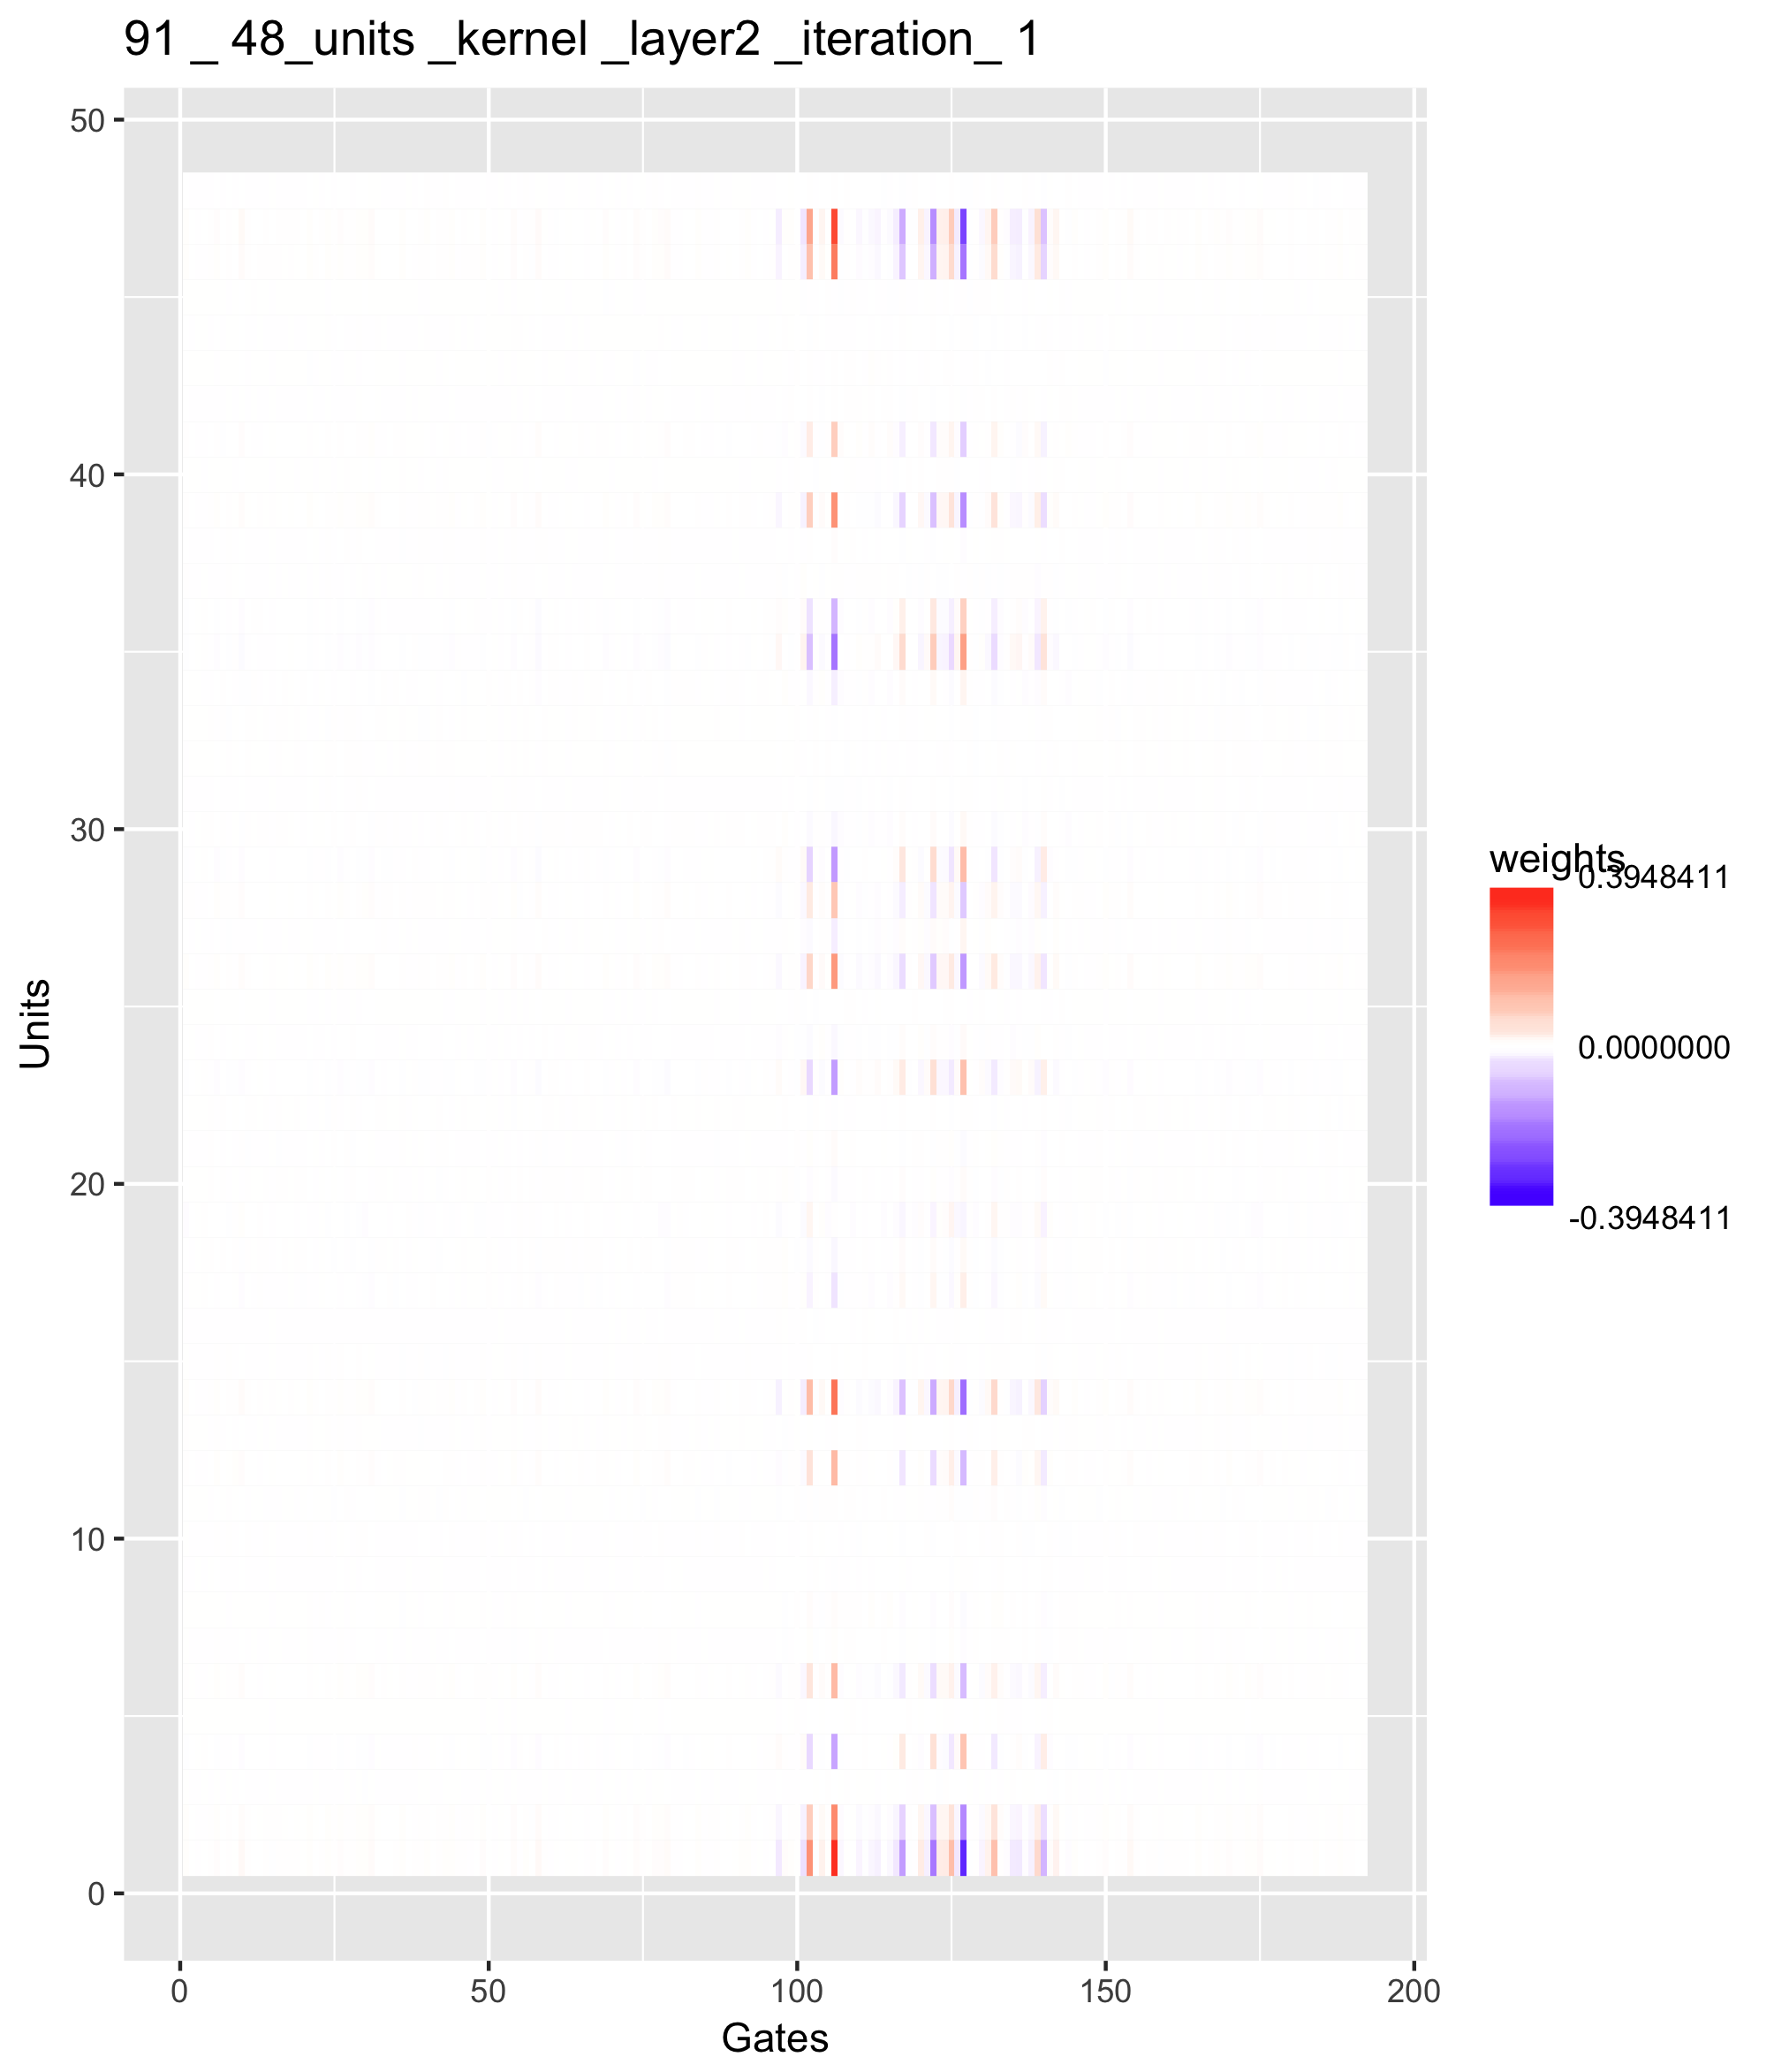 91 _ 48_units _kernel _layer2 _iteration_ 1
50
40
30
20
10
0
Units
0 50 100 150 200
Gates
weights
0.3948411
0.0000000
-0.3948411